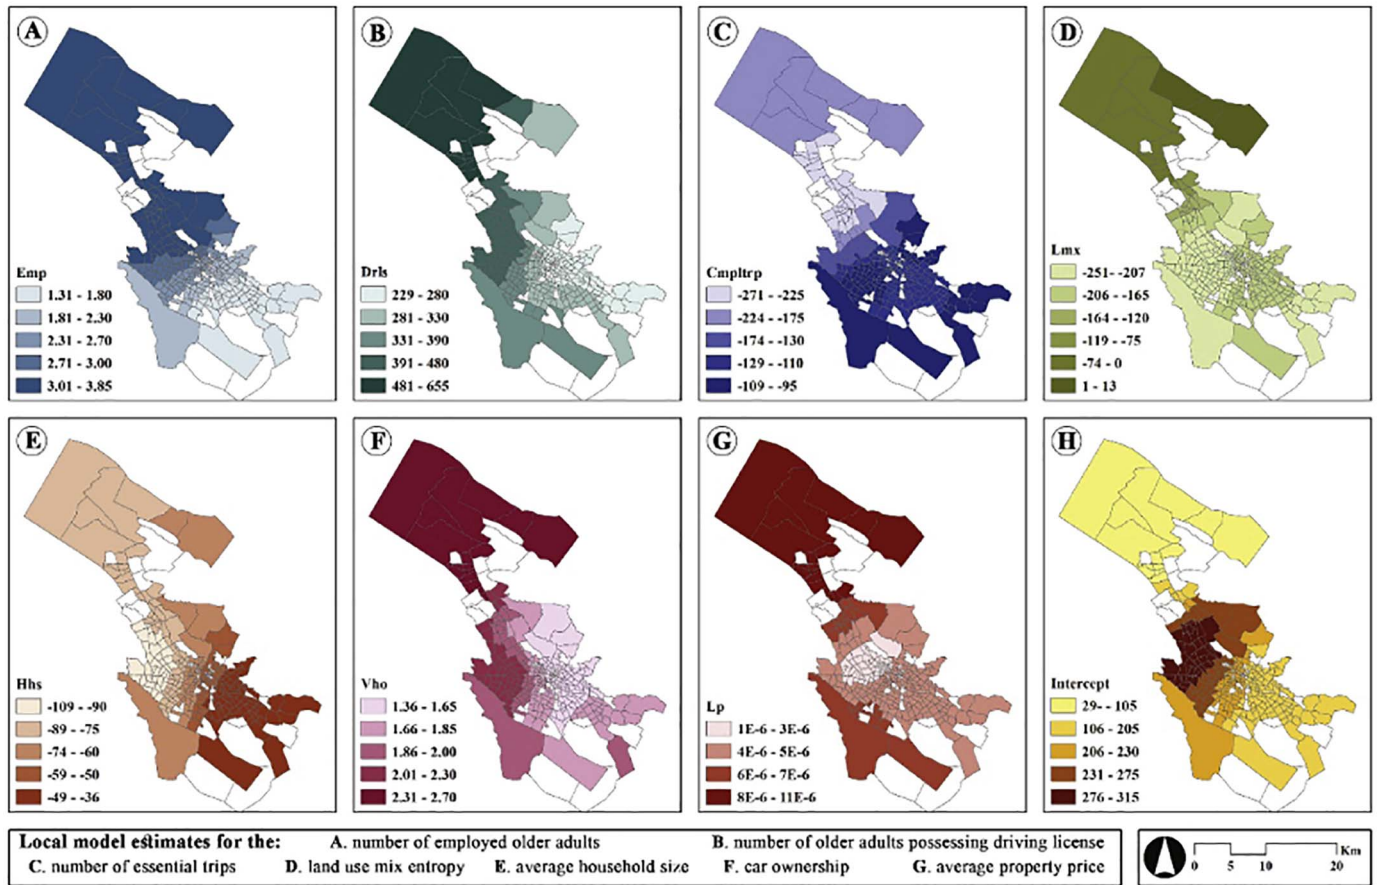 A
Emp
1.31 - 1.80
1.81 - 2.30
2.31 - 2.70
2.71 - 3.00
3.01 - 3.85
B
Drls
229 - 280
281 - 330
331 - 390
391 - 480
481 - 655
C
Cmpltrp
-271 - -225
-224 - -175
-174 - -130
-129 - -110
-109 - -95
D
Lmx
-251- -207
-206 - -165
-164 - -120
-119 - -75
-74 - 0
1 - 13
E
Hhs
-109 - -90
-89 - -75
-74 - -60
-59 - -50
-49 - -36
F
Vho
1.36 - 1.65
1.66 - 1.85
1.86 - 2.00
2.01 - 2.30
2.31 - 2.70
G
Lp
1E-6 - 3E-6
4E-6 - 5E-6
6E-6 - 7E-6
8E-6 - 11E-6
H
Intercept
29- - 105
106 - 205
206 - 230
231 - 275
276 - 315
Local model estimates for the: A. number of employed older adults B. number of older adults possessing driving license
C. number of essential trips D. land use mix entropy E. average household size F. car ownership G. average property price
Km
0 5 10 20